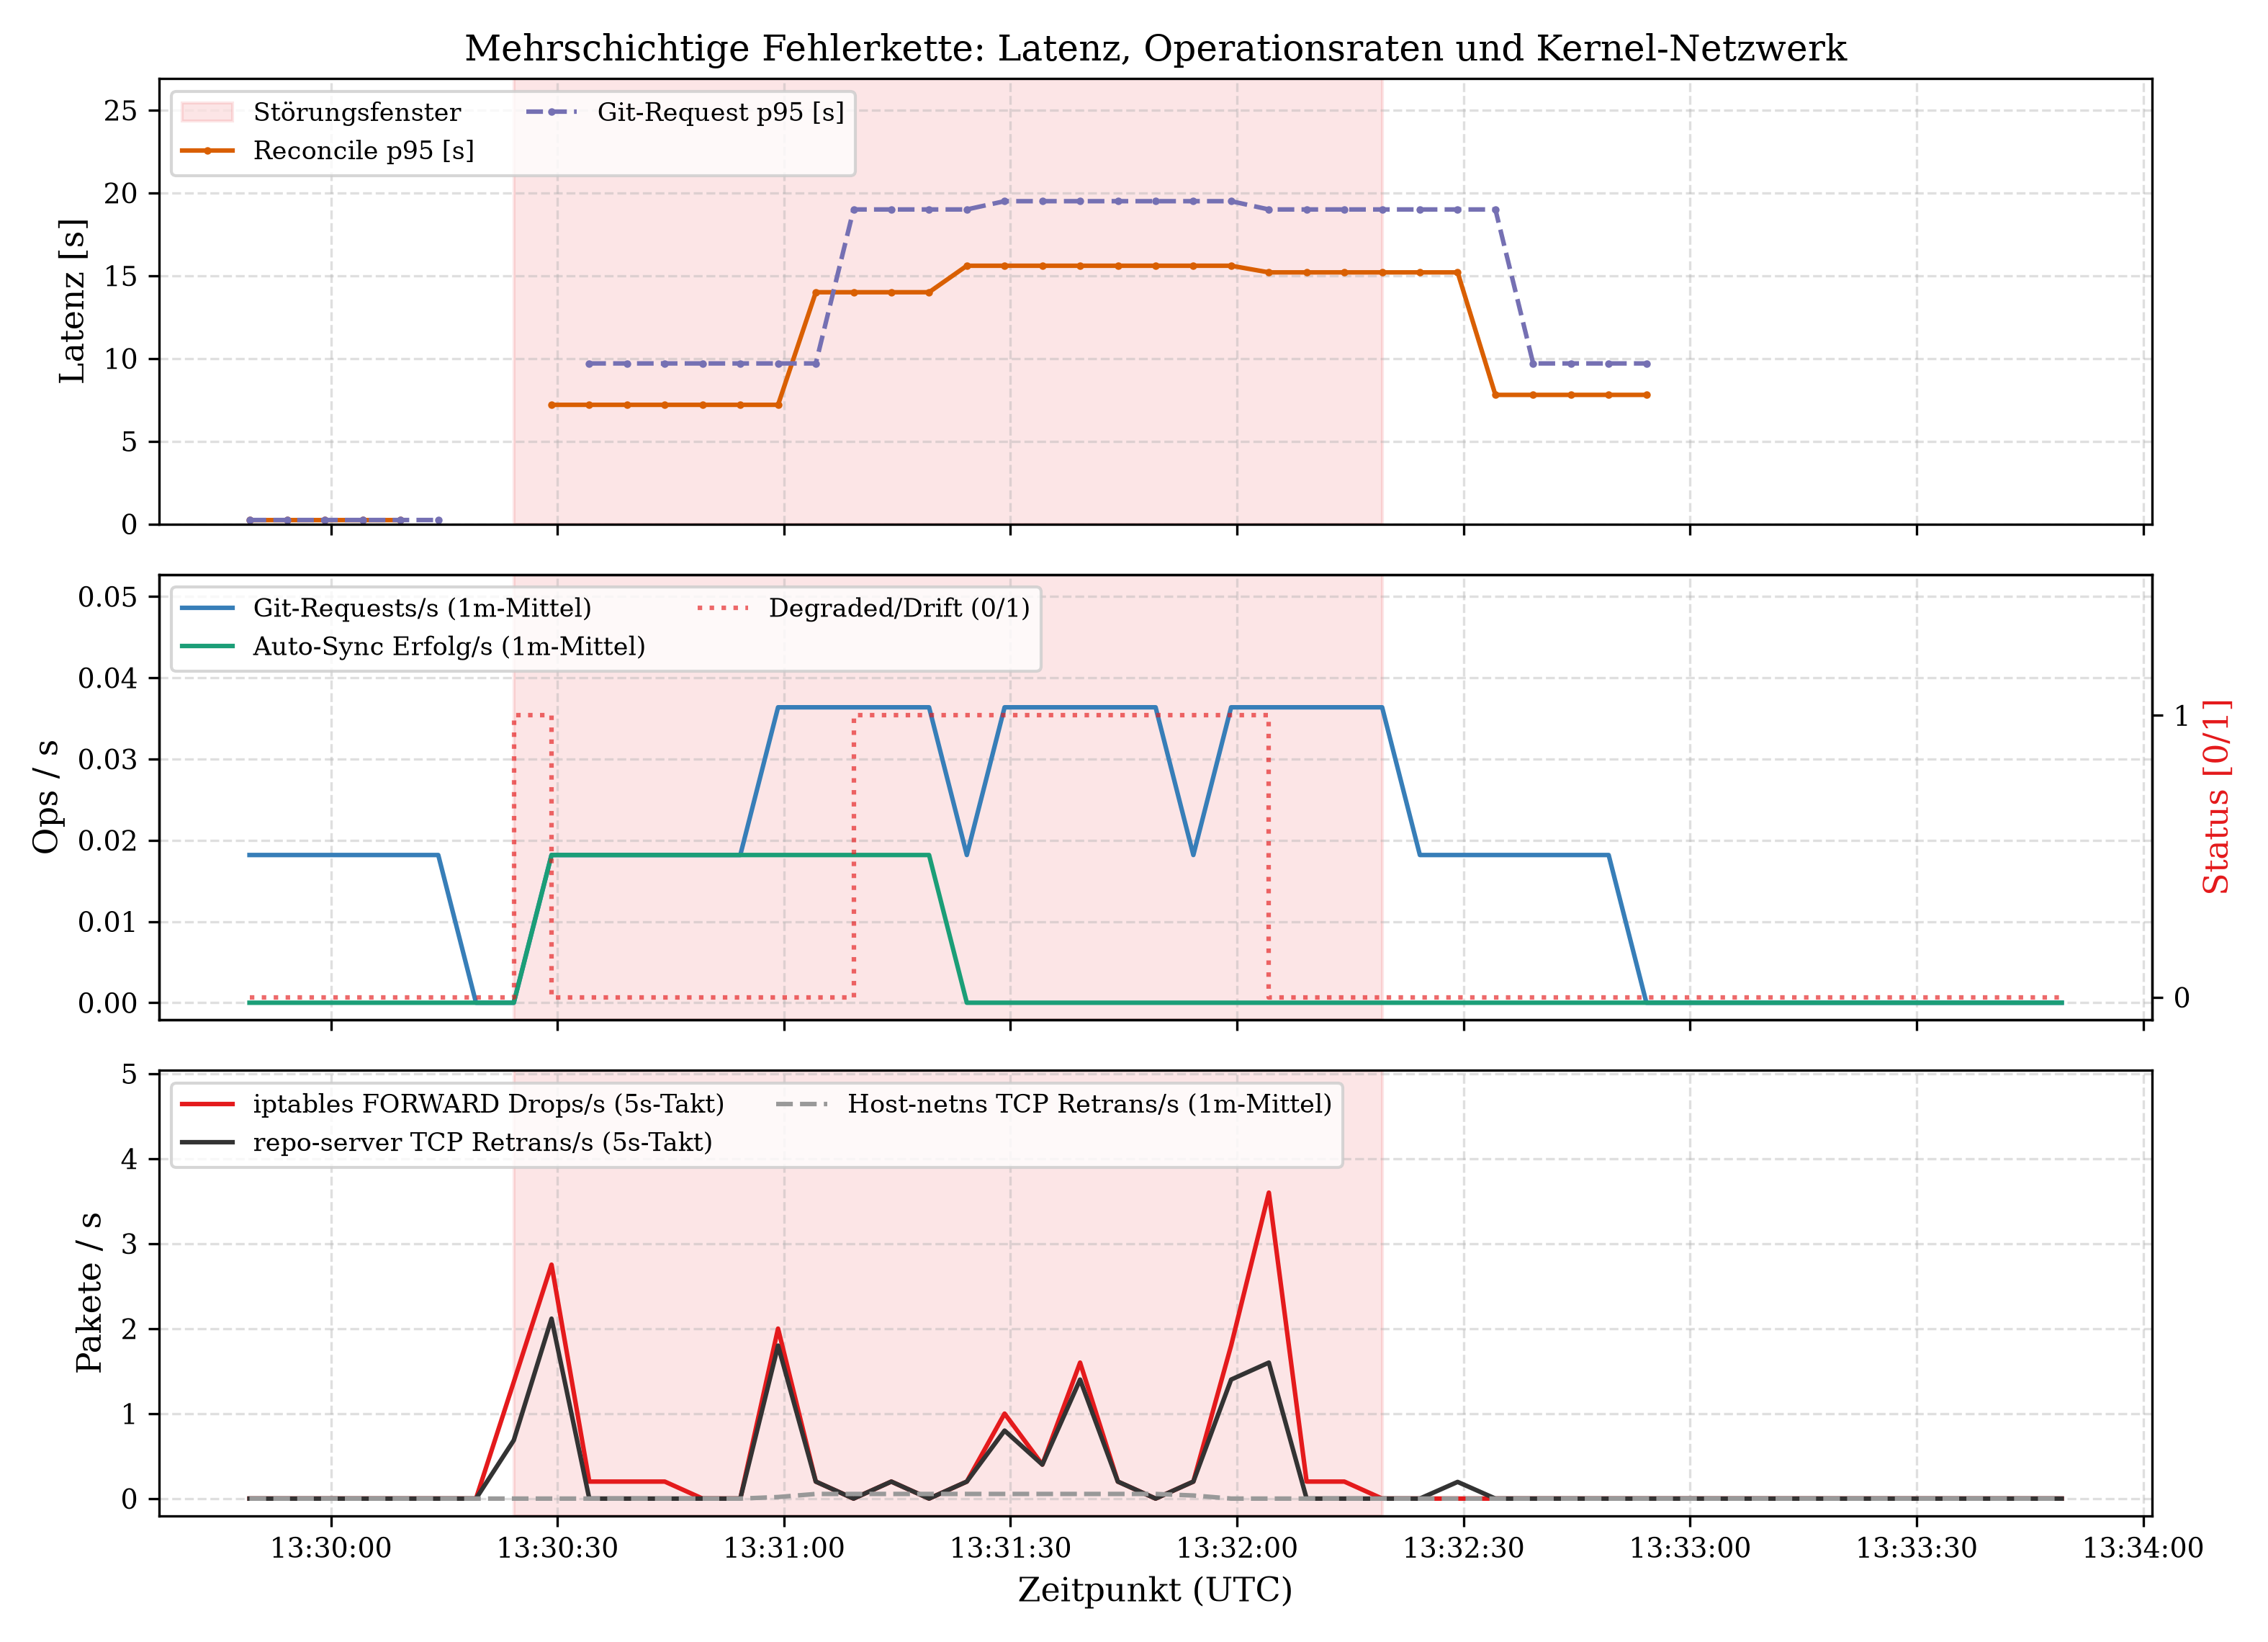 Mehrschichtige Fehlerkette: Latenz, Operationsraten und Kernel-Netzwerk
Störungsfenster
Reconcile p95 [s]
Git-Request p95 [s]
Latenz [s]
25
20
15
10
5
0
Git-Requests/s (1m-Mittel)
Auto-Sync Erfolg/s (1m-Mittel)
Degraded/Drift (0/1)
Ops / s
0.05
0.04
0.03
0.02
0.01
0.00
1
0
Status [0/1]
iptables FORWARD Drops/s (5s-Takt)
repo-server TCP Retrans/s (5s-Takt)
Host-netns TCP Retrans/s (1m-Mittel)
Pakete / s
5
4
3
2
1
0
13:30:00
13:30:30
13:31:00
13:31:30
13:32:00
13:32:30
13:33:00
13:33:30
13:34:00
Zeitpunkt (UTC)